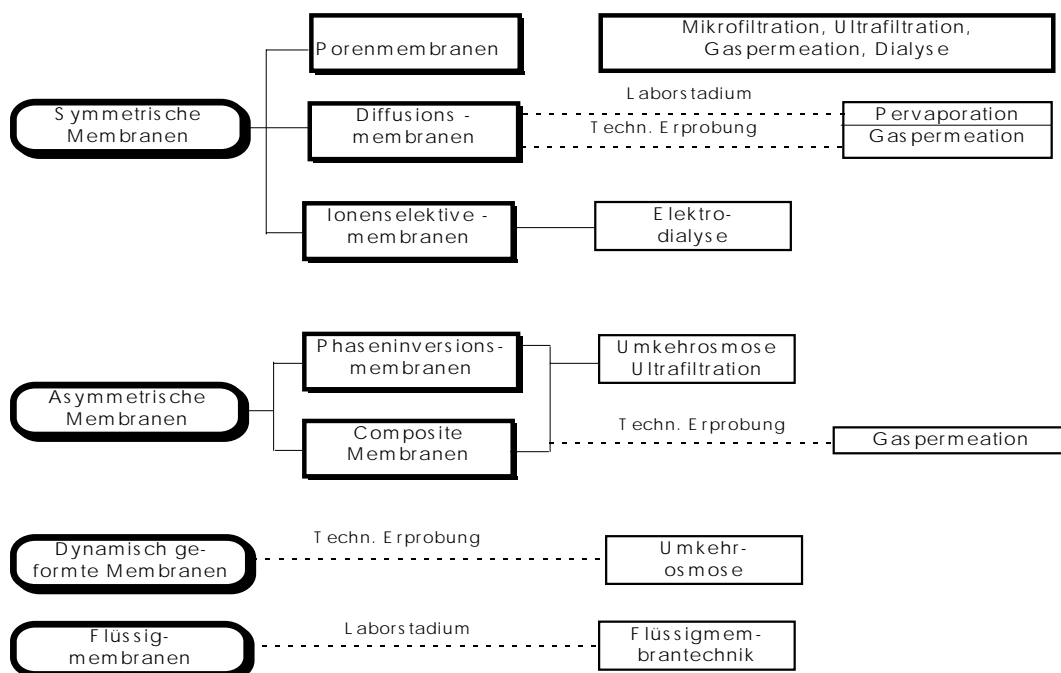 Porenmembranen
Mikrofiltration, Ultrafiltration,
Gaspermeation, Dialyse
Symmetrische
Membranen
Diffusions -
membranen
Laborstadium
Techn. Erprobung
Pervaporation
Gaspermeation
Ionenselektive -
membranen
Elektro-
dialyse
Asymmetrische
Membranen
Phaseninversions-
membranen
Umkehrosmose
Ultrafiltration
Composite
Membranen
Techn. Erprobung
Gaspermeation
Dynamisch ge-
formte Membranen
Techn. Erprobung
Umkehr-
osmose
Flüssig-
membranen
Laborstadium
Flüssigmem-
brantechnik